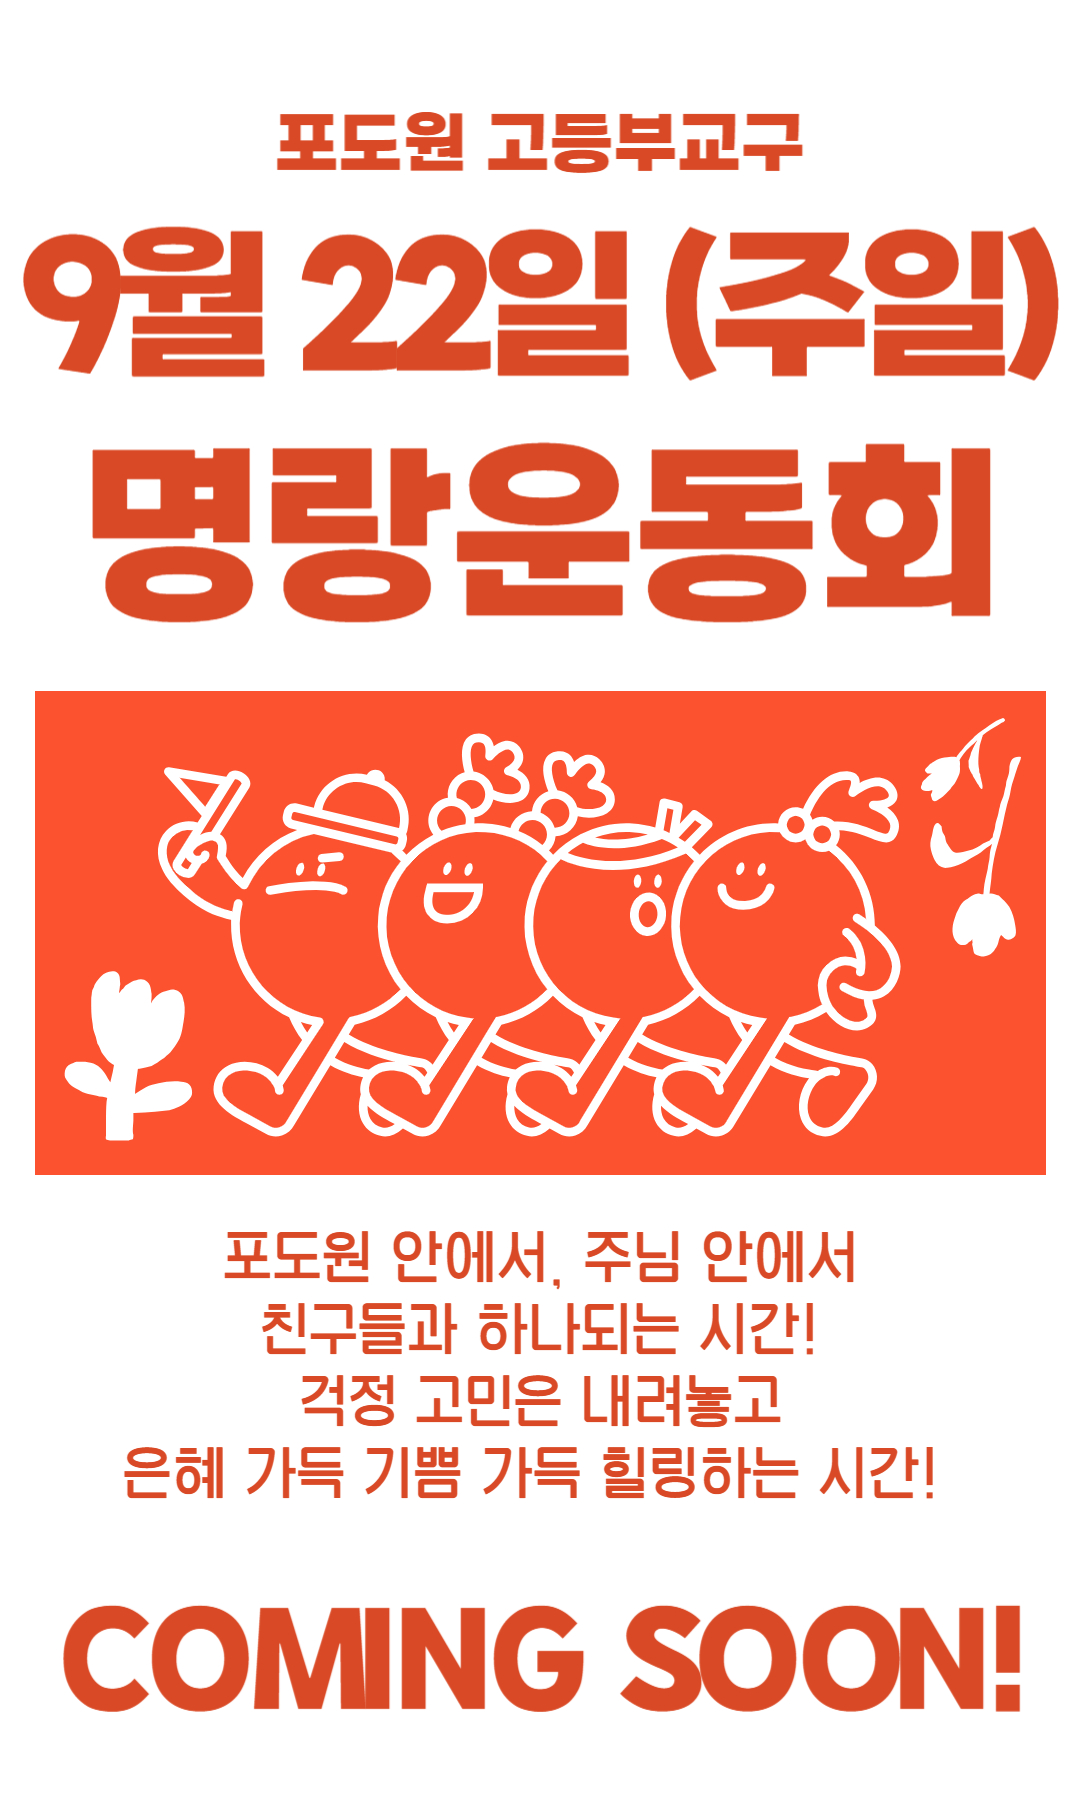 포도원 고등부교구
9월 22일 (주일)
명랑운동회
포도원 안에서, 주님 안에서
친구들과 하나되는 시간!
걱정 고민은 내려놓고
은혜 가득 기쁨 가득 힐링하는 시간!
COMING SOON!